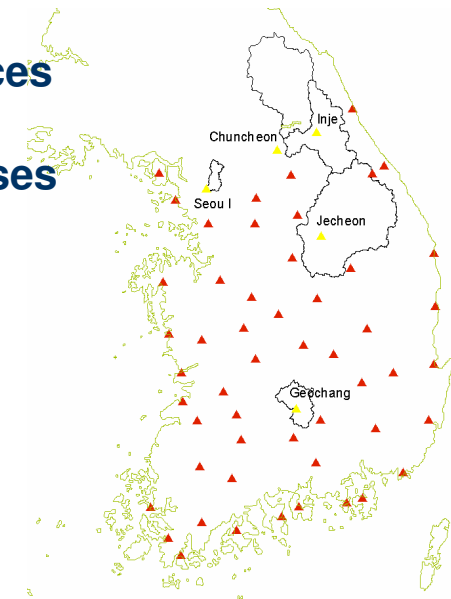 ces
ses
Inje
Chuncheon
Seou l
Jecheon
Geochang